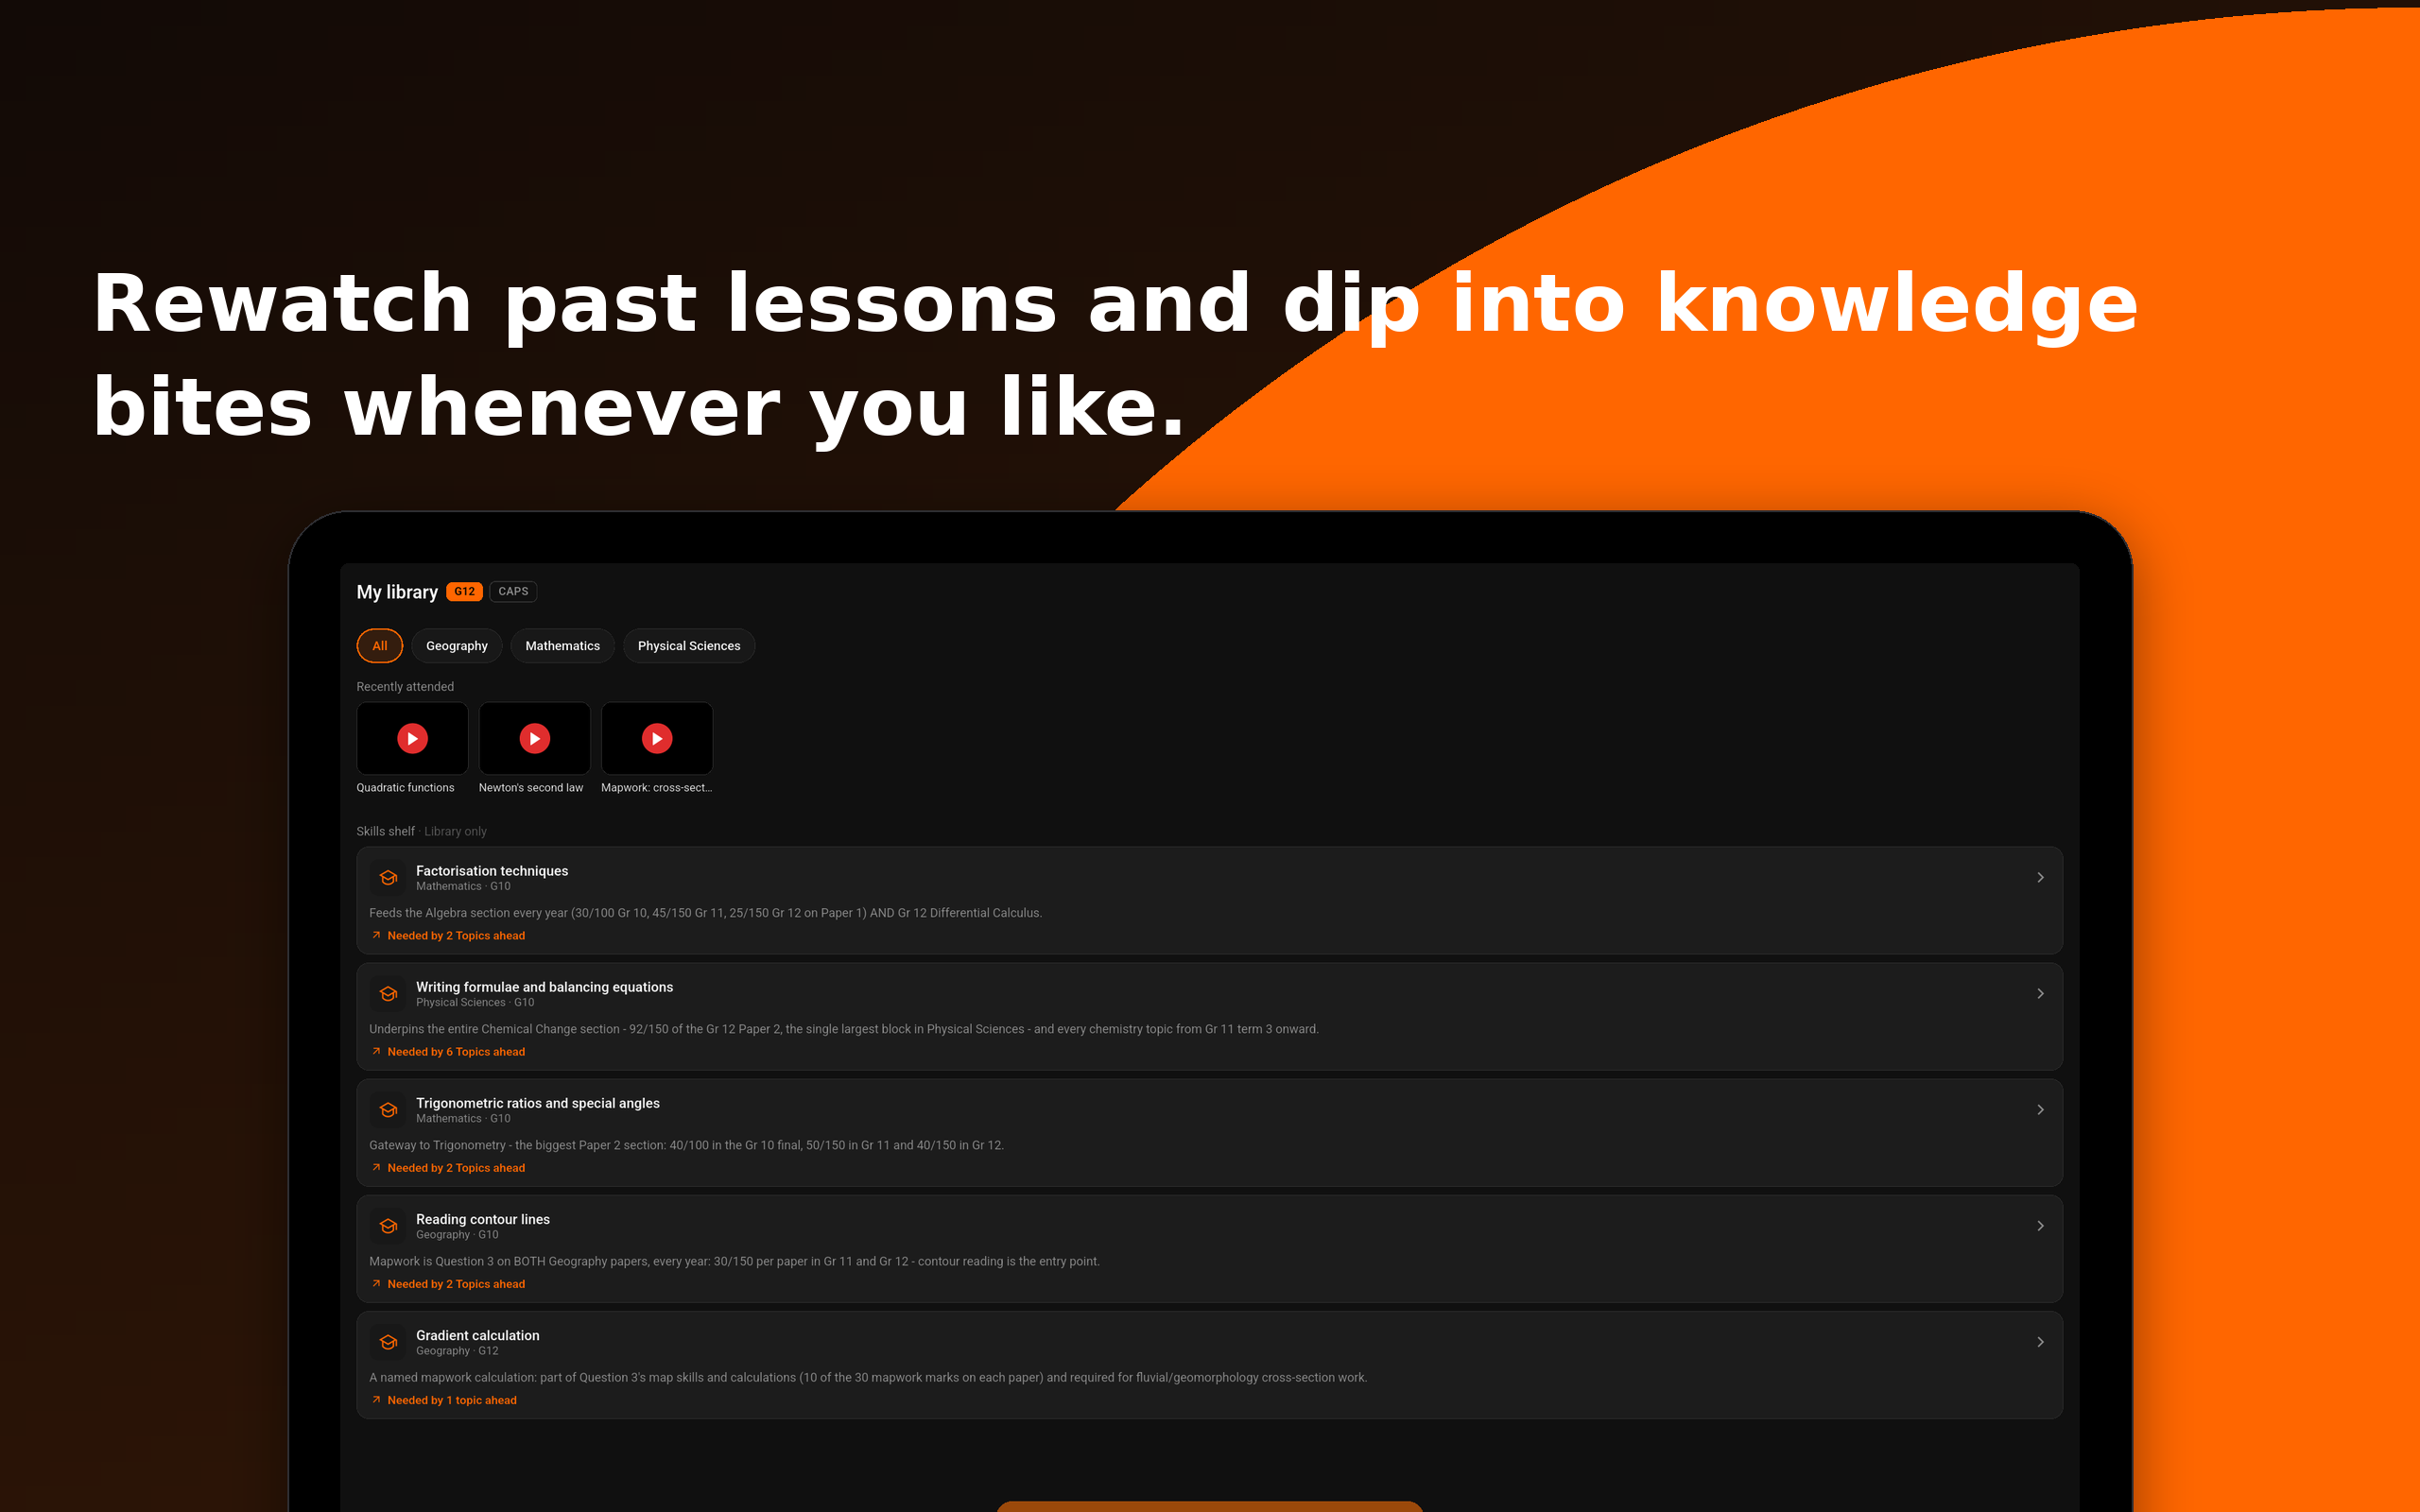 Rewatch past lessons and dip into knowledge
bites whenever you like.
My library G12 CAPS
All Geography Mathematics Physical Sciences
Recently attended
Quadratic functions Newton's second law Mapwork: cross-sect...
Skills shelf · Library only
Factorisation techniques
Mathematics · G10
Feeds the Algebra section every year (30/100 Gr 10, 45/150 Gr 11, 25/150 Gr 12 on Paper 1) AND Gr 12 Differential Calculus.
Needed by 2 Topics ahead
Writing formulae and balancing equations
Physical Sciences · G10
Underpins the entire Chemical Change section - 92/150 of the Gr 12 Paper 2, the single largest block in Physical Sciences - and every chemistry topic from Gr 11 term 3 onward.
Needed by 6 Topics ahead
Trigonometric ratios and special angles
Mathematics · G10
Gateway to Trigonometry - the biggest Paper 2 section: 40/100 in the Gr 10 final, 50/150 in Gr 11 and 40/150 in Gr 12.
Needed by 2 Topics ahead
Reading contour lines
Geography · G10
Mapwork is Question 3 on BOTH Geography papers, every year: 30/150 per paper in Gr 11 and Gr 12 - contour reading is the entry point.
Needed by 2 Topics ahead
Gradient calculation
Geography · G12
A named mapwork calculation: part of Question 3's map skills and calculations (10 of the 30 mapwork marks on each paper) and required for fluvial/geomorphology cross-section work.
Needed by 1 topic ahead